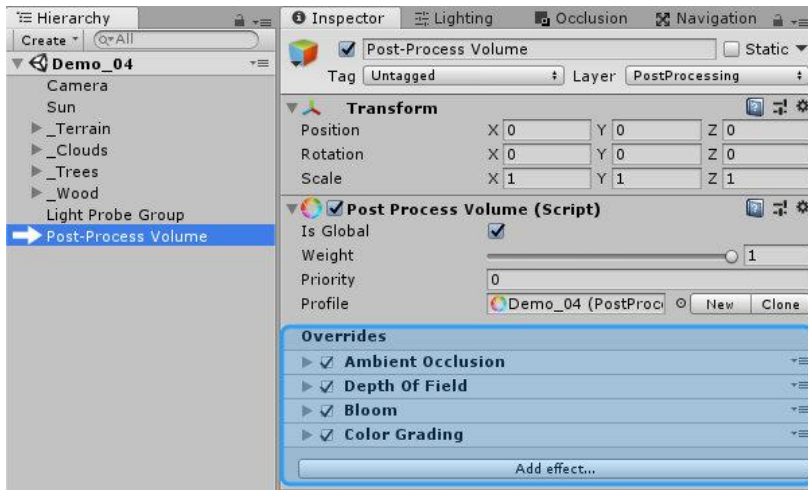 Hierarchy
Create
All
Demo_04
Camera
Sun
_Terrain
_Clouds
_Trees
_Wood
Light Probe Group
Post-Process Volume
Inspector Lighting Occlusion Navigation
Post-Process Volume Static
Tag Untagged Layer PostProcessing
Transform
Position X 0 Y 0 Z 0
Rotation X 0 Y 0 Z 0
Scale X 1 Y 1 Z 1
Post Process Volume (Script)
Is Global
Weight 1
Priority 0
Profile Demo_04 (PostProc New Clone
Overrides
Ambient Occlusion
Depth Of Field
Bloom
Color Grading
Add effect...